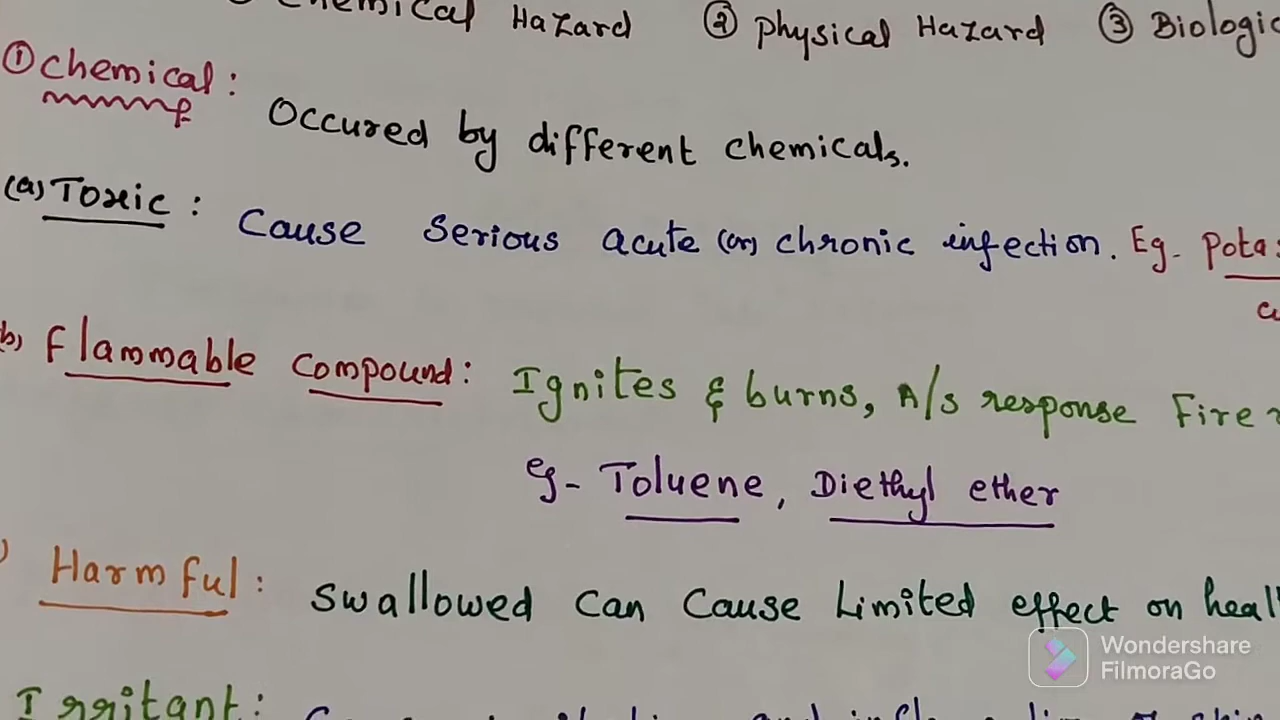 Chemical Hazard ② Physical Hazard ③ Biologic
① Chemical:
Occured by different chemicals.
(a) Toxic: Cause serious acute (or) chronic infection. Eg- Pota
b) Flammable Compound: Ignites & burns, A/s response Fire
eg- Toluene, Diethyl ether
) Harmful: Swallowed can cause Limited effect on heal
Irritant:
Wondershare
FilmoraGo